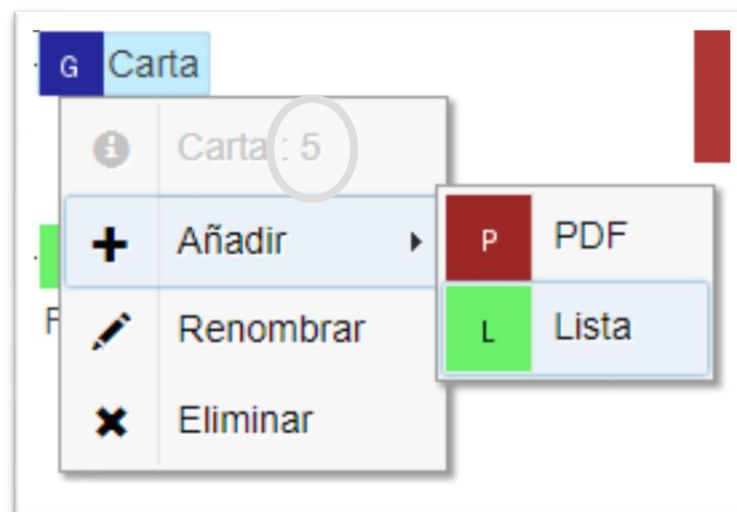 G Carta
Carta : 5
Añadir
P PDF
L Lista
F
Renombrar
Eliminar